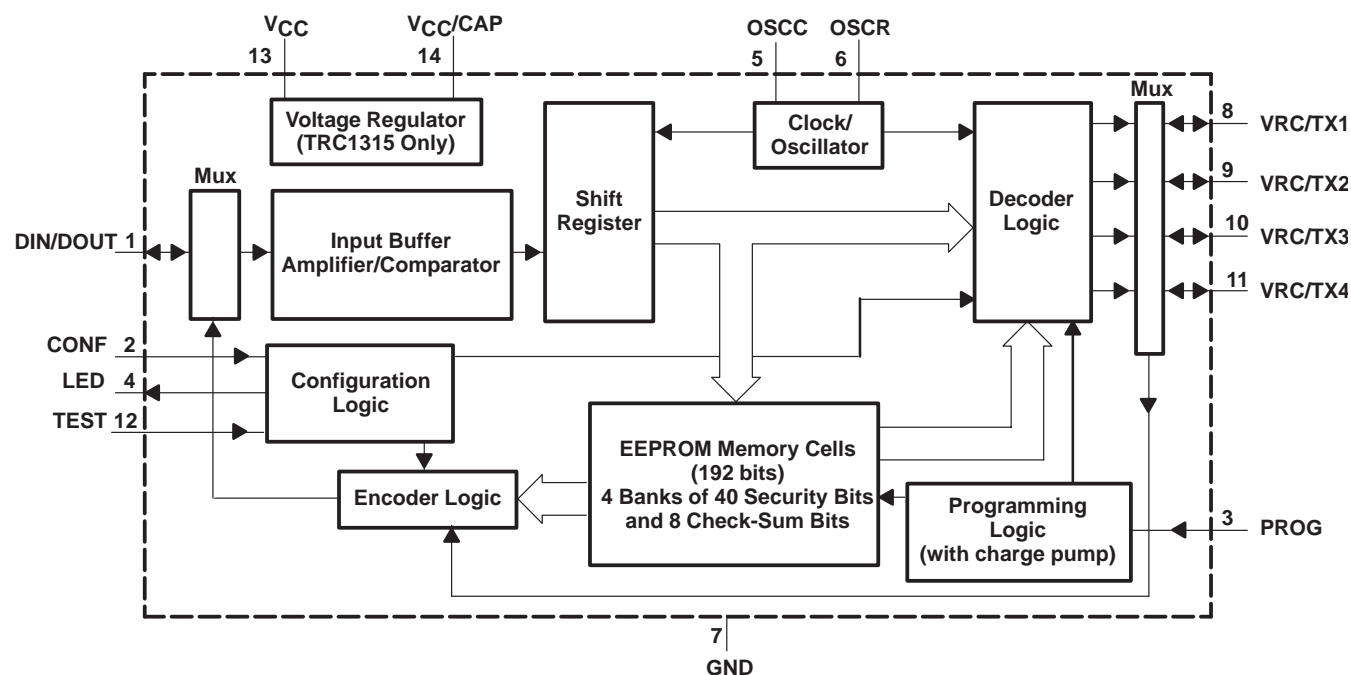 VCC
13
VCC/CAP
14
OSCC
5
OSCR
6
Voltage Regulator
(TRC1315 Only)
Clock/
Oscillator
Mux
8 VRC/TX1
9 VRC/TX2
10 VRC/TX3
11 VRC/TX4
Mux
DIN/DOUT 1
Input Buffer
Amplifier/Comparator
Shift
Register
Decoder
Logic
CONF 2
LED 4
TEST 12
Configuration
Logic
Encoder Logic
EEPROM Memory Cells
(192 bits)
4 Banks of 40 Security Bits
and 8 Check-Sum Bits
Programming
Logic
(with charge pump)
3 PROG
7
GND